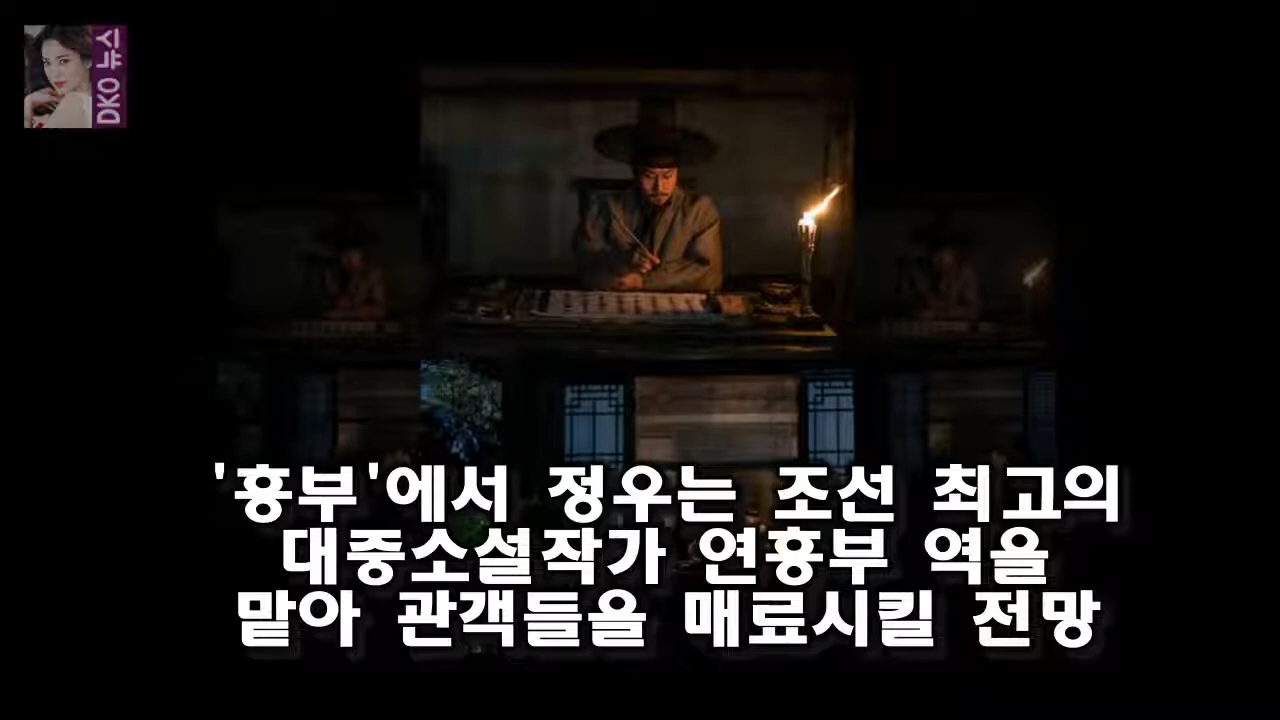 DKO 뉴스
'흥부'에서 정우는 조선 최고의
대중소설작가 연흥부 역을
맡아 관객들을 매료시킬 전망